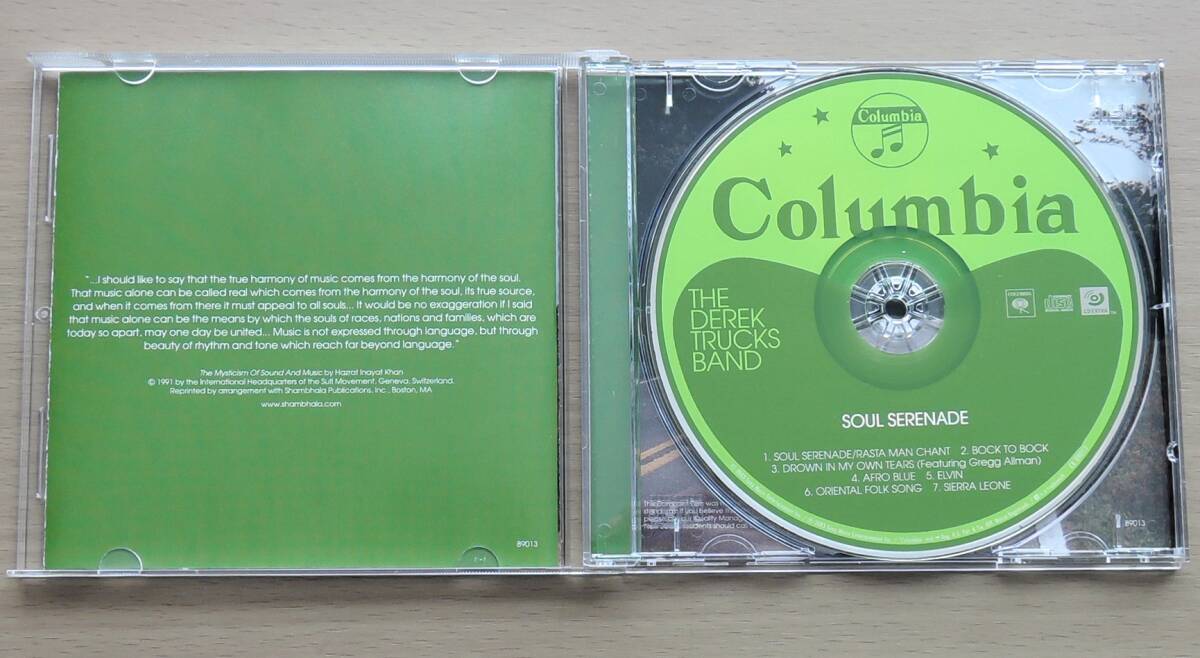 "...I should like to say that the true harmony of music comes from the harmony of the soul.
That music alone can be called real which comes from the harmony of the soul, its true source,
and when it comes from there it must appeal to all souls... It would be no exaggeration if I said
that music alone can be the means by which the souls of races, nations and families, which are
today so apart, may one day be united... Music is not expressed through language, but through
beauty of rhythm and tone which reach far beyond language."
The Mysticism Of Sound And Music by Hazrat Inayat Khan
© 1991 by the International Headquarters of the Sufi Movement, Geneva, Switzerland.
Reprinted by arrangement with Shambhala Publications, Inc., Boston, MA
www.shambhala.com
89013
Columbia
Columbia
THE
DEREK
TRUCKS
BAND
COLUMBIA
DISC
CD EXTRA
SOUL SERENADE
1. SOUL SERENADE/RASTA MAN CHANT 2. BOCK TO BOCK
3. DROWN IN MY OWN TEARS (Featuring Gregg Allman)
4. AFRO BLUE 5. ELVIN
6. ORIENTAL FOLK SONG 7. SIERRA LEONE
89013